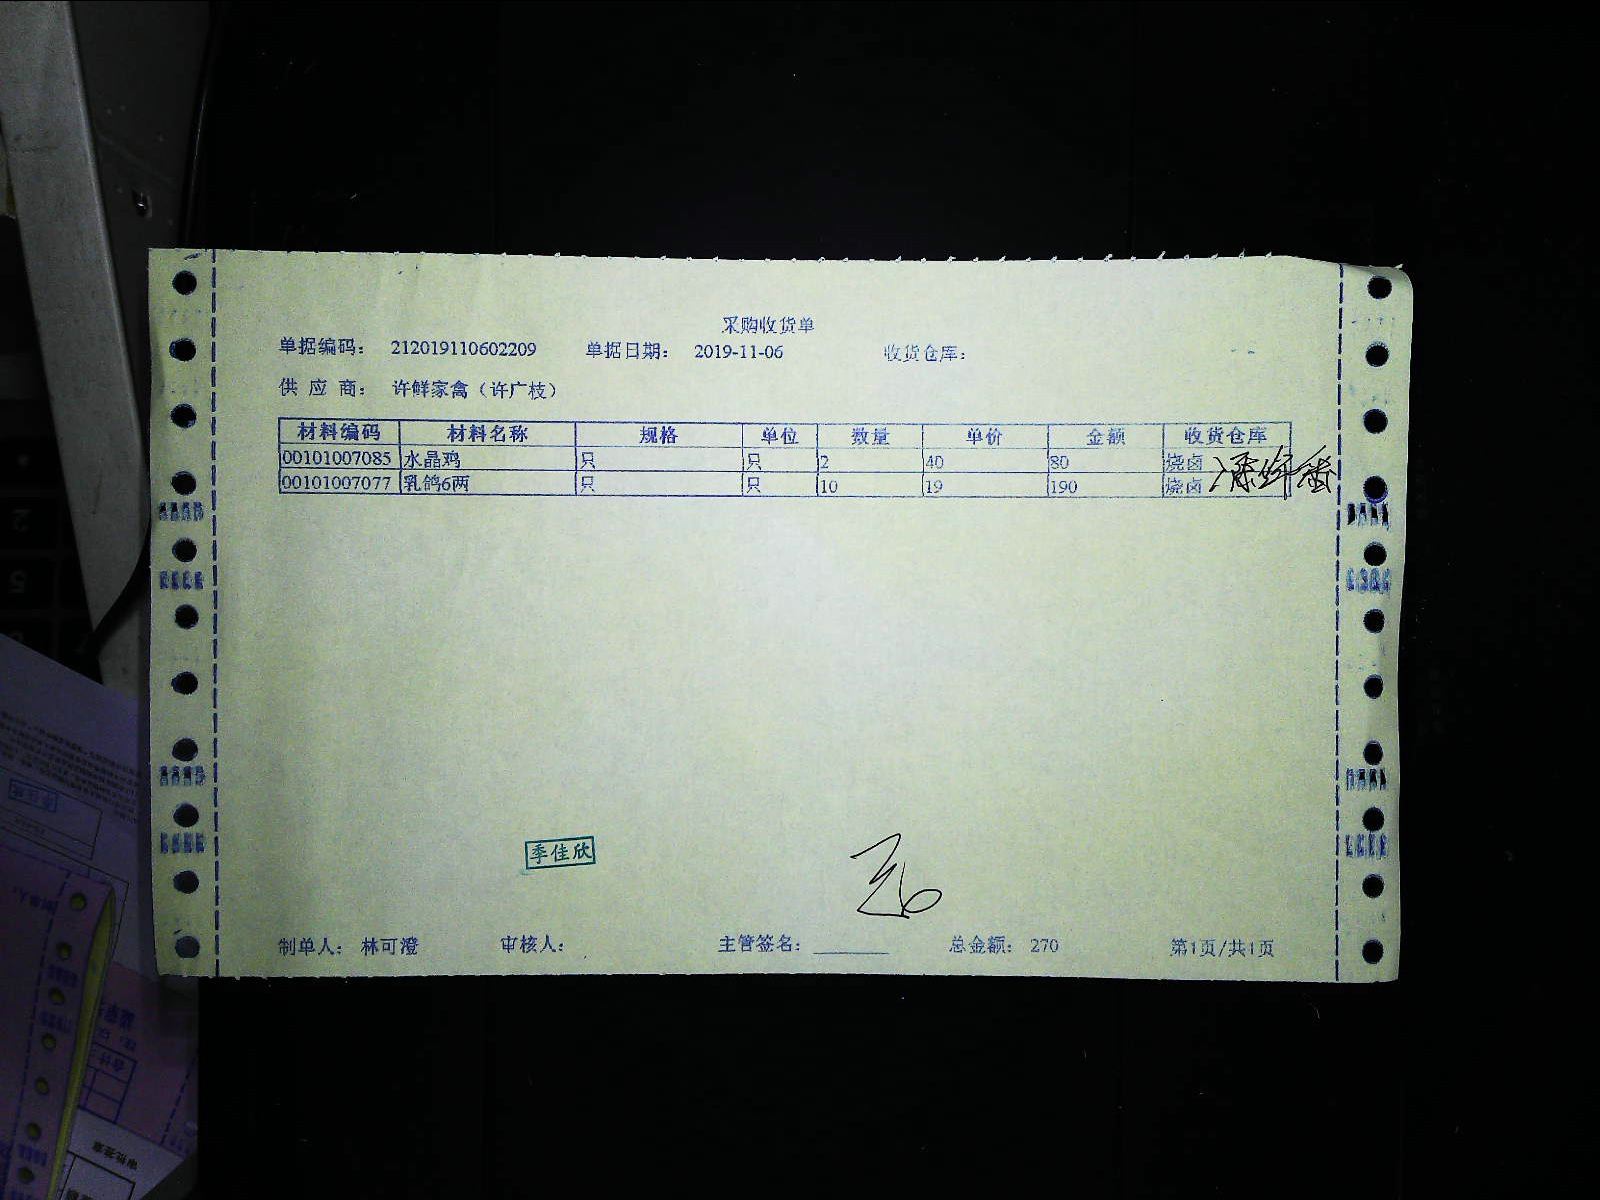 采购收货单
单据编码： 212019110602209 单据日期： 2019-11-06 收货仓库：
供 应 商： 许鲜家禽（许广枝）
材料编码 材料名称 规格 单位 数量 单价 金额 收货仓库
00101007085 水晶鸡 只 只 2 40 80 烧卤
00101007077 乳鸽6两 只 只 10 19 190 烧卤
季佳欣
制单人： 林可澄 审核人： 主管签名： 总金额： 270 第1页/共1页